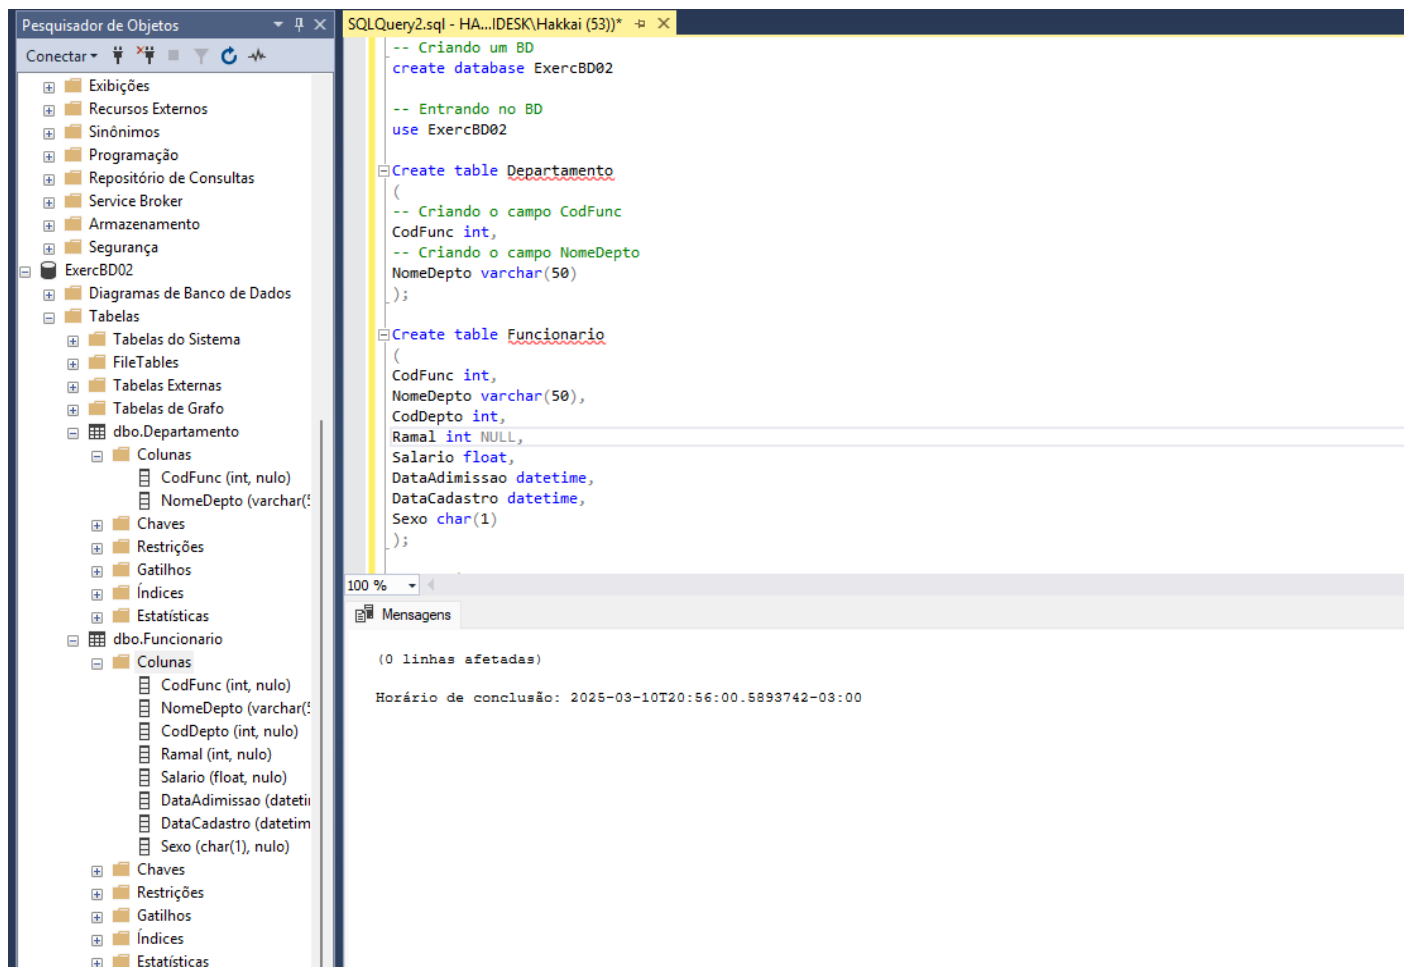 Pesquisador de Objetos
Conectar
Exibições
Recursos Externos
Sinônimos
Programação
Repositório de Consultas
Service Broker
Armazenamento
Segurança
ExercBD02
Diagramas de Banco de Dados
Tabelas
Tabelas do Sistema
FileTables
Tabelas Externas
Tabelas de Grafo
dbo.Departamento
Colunas
CodFunc (int, nulo)
NomeDepto (varchar(5
Chaves
Restrições
Gatilhos
Índices
Estatísticas
dbo.Funcionario
Colunas
CodFunc (int, nulo)
NomeDepto (varchar(5
CodDepto (int, nulo)
Ramal (int, nulo)
Salario (float, nulo)
DataAdimissao (datetii
DataCadastro (datetim
Sexo (char(1), nulo)
Chaves
Restrições
Gatilhos
Índices
Estatísticas
SQLQuery2.sql - HA...IDESK\Hakkai (53))*
-- Criando um BD
create database ExercBD02
-- Entrando no BD
use ExercBD02
Create table Departamento
(
-- Criando o campo CodFunc
CodFunc int,
-- Criando o campo NomeDepto
NomeDepto varchar(50)
);
Create table Funcionario
(
CodFunc int,
NomeDepto varchar(50),
CodDepto int,
Ramal int NULL,
Salario float,
DataAdimissao datetime,
DataCadastro datetime,
Sexo char(1)
);
100 %
Mensagens
(0 linhas afetadas)
Horário de conclusão: 2025-03-10T20:56:00.5893742-03:00